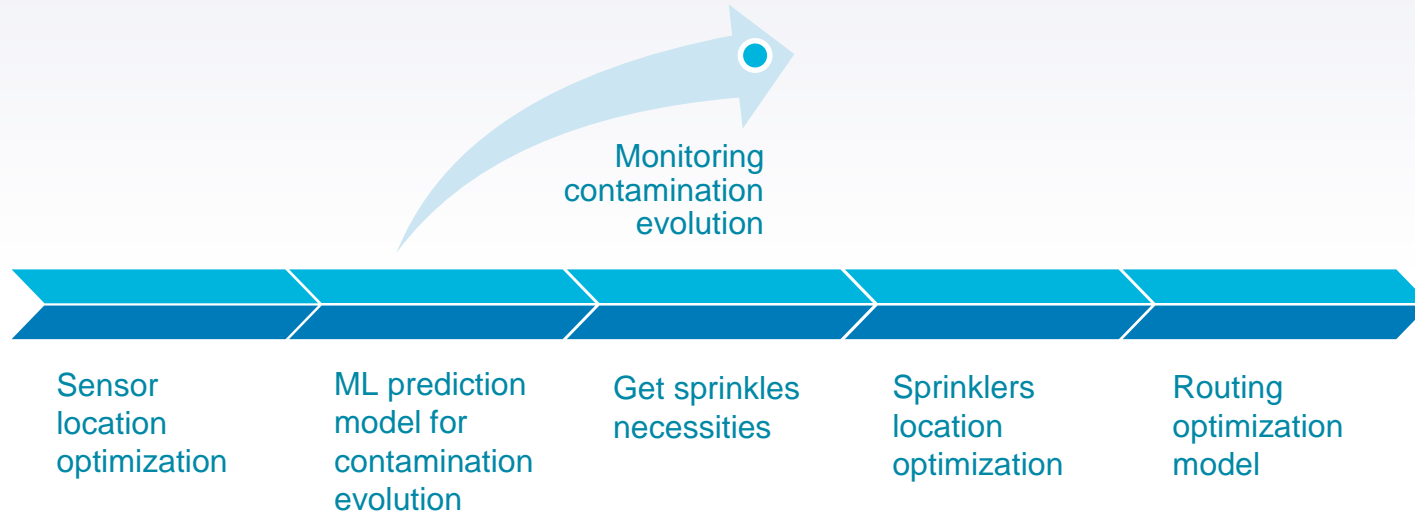 Monitoring
contamination
evolution
Sensor
location
optimization
ML prediction
model for
contamination
evolution
Get sprinkles
necessities
Sprinklers
location
optimization
Routing
optimization
model